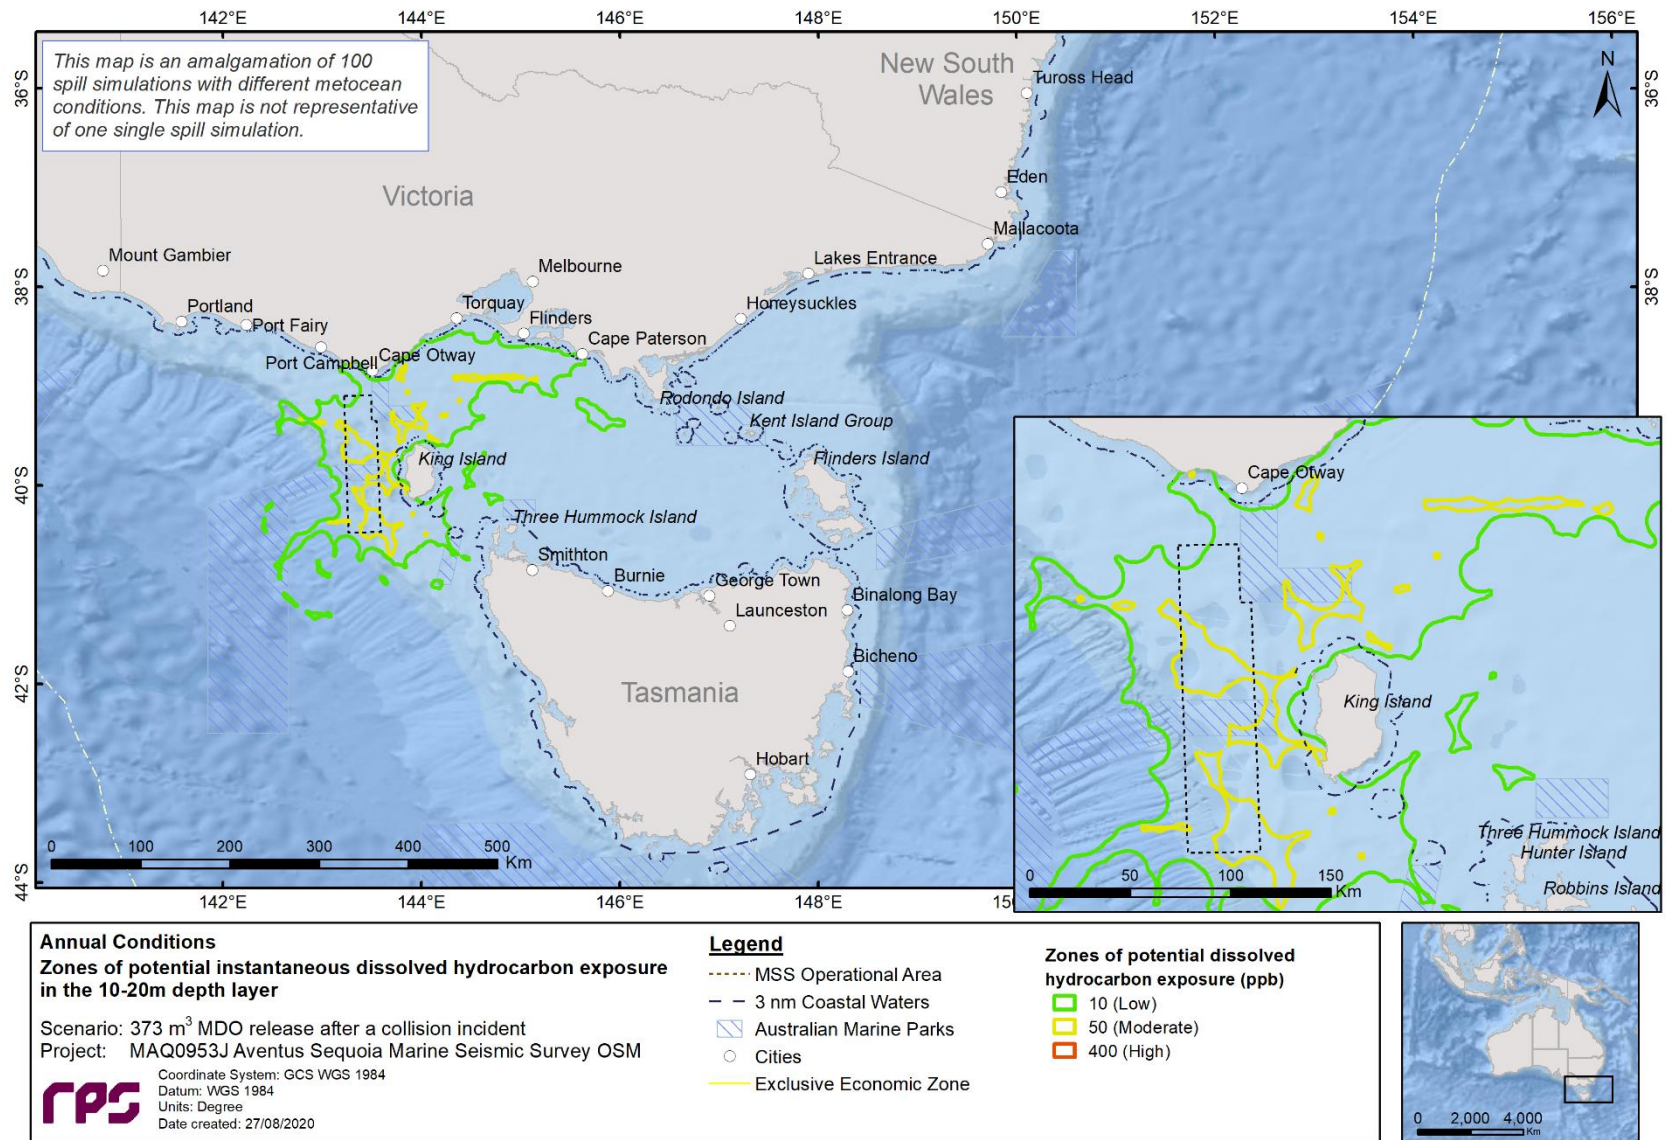 142°E 144°E 146°E 148°E 150°E 152°E 154°E 156°E
This map is an amalgamation of 100
spill simulations with different metocean
conditions. This map is not representative
of one single spill simulation.
36°S
38°S
40°S
42°S
44°S
36°S
38°S
N
New South
Wales
Tuross Head
Eden
Mallacoota
Victoria
Mount Gambier
Melbourne
Lakes Entrance
Portland
Torquay
Honeysuckles
Port Fairy
Flinders
Cape Paterson
Port Campbell
Cape Otway
Rodondo Island
Kent Island Group
King Island
Flinders Island
Three Hummock Island
Smithton
Burnie
George Town
Binalong Bay
Launceston
Bicheno
Tasmania
Hobart
0 100 200 300 400 500
Km
142°E 144°E 146°E 148°E 150°E
Cape Otway
King Island
Three Hummock Island
Hunter Island
Robbins Island
0 50 100 150
Km
Annual Conditions
Zones of potential instantaneous dissolved hydrocarbon exposure
in the 10-20m depth layer
Scenario: 373 m³ MDO release after a collision incident
Project: MAQ0953J Aventus Sequoia Marine Seismic Survey OSM
rps
Coordinate System: GCS WGS 1984
Datum: WGS 1984
Units: Degree
Date created: 27/08/2020
Legend
MSS Operational Area
3 nm Coastal Waters
Australian Marine Parks
Cities
Exclusive Economic Zone
Zones of potential dissolved
hydrocarbon exposure (ppb)
10 (Low)
50 (Moderate)
400 (High)
0 2,000 4,000
Km